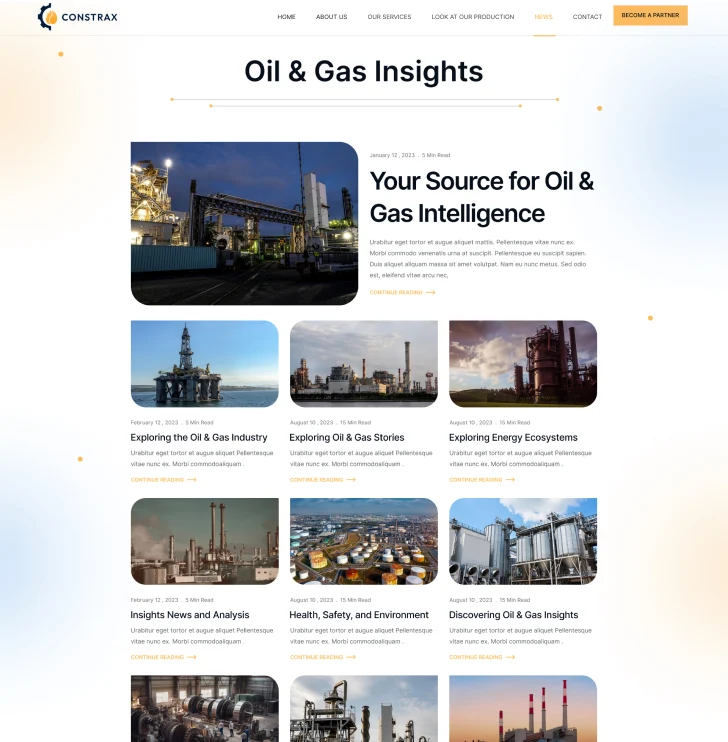 CONSTRAX
HOME ABOUT US OUR SERVICES LOOK AT OUR PRODUCTION NEWS CONTACT BECOME A PARTNER
Oil & Gas Insights
January 12 , 2023 . 5 Min Read
Your Source for Oil &
Gas Intelligence
Urabitur eget tortor et augue aliquet mattis. Pellentesque vitae nunc ex.
Morbi commodo venenatis urna at suscipit. Pellentesque eu suscipit sapien.
Duis aliquet aliquam massa sit amet volutpat. Nam eu nunc metus. Sed odio
est, eleifend vitae arcu nec,
CONTINUE READING
February 12 , 2023 . 5 Min Read
Exploring the Oil & Gas Industry
Urabitur eget tortor et augue aliquet Pellentesque
vitae nunc ex. Morbi commodoaliquam .
CONTINUE READING
August 10 , 2023 . 15 Min Read
Exploring Oil & Gas Stories
Urabitur eget tortor et augue aliquet Pellentesque
vitae nunc ex. Morbi commodoaliquam .
CONTINUE READING
August 10 , 2023 . 15 Min Read
Exploring Energy Ecosystems
Urabitur eget tortor et augue aliquet Pellentesque
vitae nunc ex. Morbi commodoaliquam .
CONTINUE READING
February 12 , 2023 . 5 Min Read
Insights News and Analysis
Urabitur eget tortor et augue aliquet Pellentesque
vitae nunc ex. Morbi commodoaliquam .
CONTINUE READING
August 10 , 2023 . 15 Min Read
Health, Safety, and Environment
Urabitur eget tortor et augue aliquet Pellentesque
vitae nunc ex. Morbi commodoaliquam .
CONTINUE READING
August 10 , 2023 15 Min Read
Discovering Oil & Gas Insights
Urabitur eget tortor et augue aliquet Pellentesque
vitae nunc ex. Morbi commodoaliquam .
CONTINUE READING